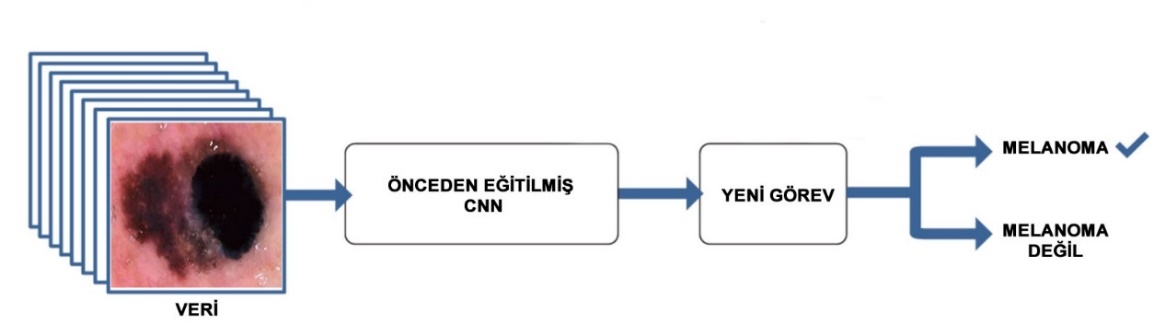 VERİ
ÖNCEDEN EĞİTİLMİŞ
CNN
YENİ GÖREV
MELANOMA
MELANOMA
DEĞİL